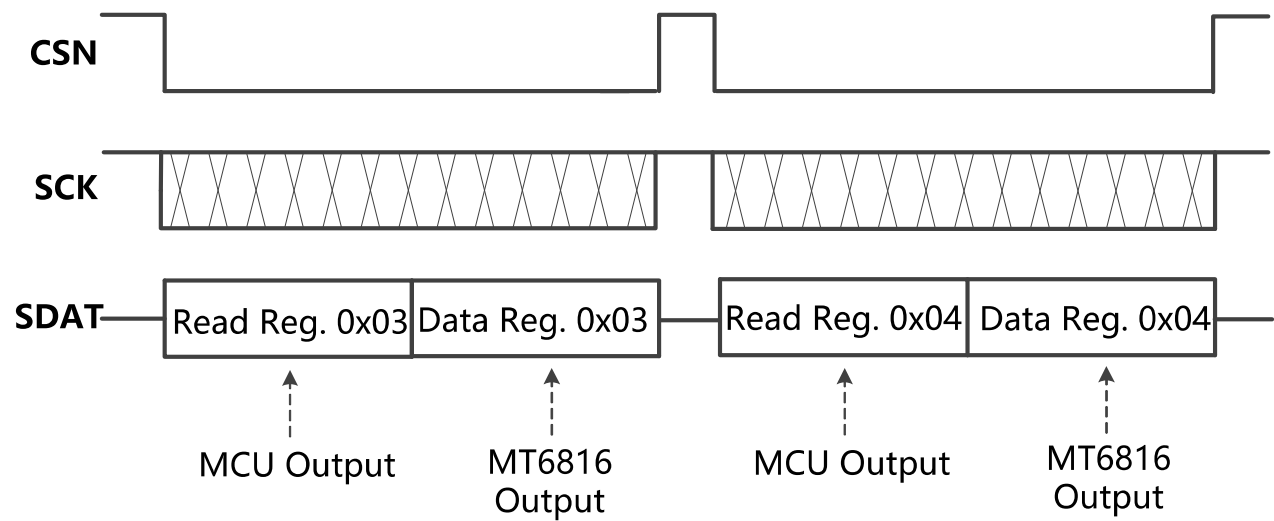 CSN
SCK
SDAT
Read Reg. 0x03
Data Reg. 0x03
Read Reg. 0x04
Data Reg. 0x04
MCU Output
MT6816
Output
MCU Output
MT6816
Output